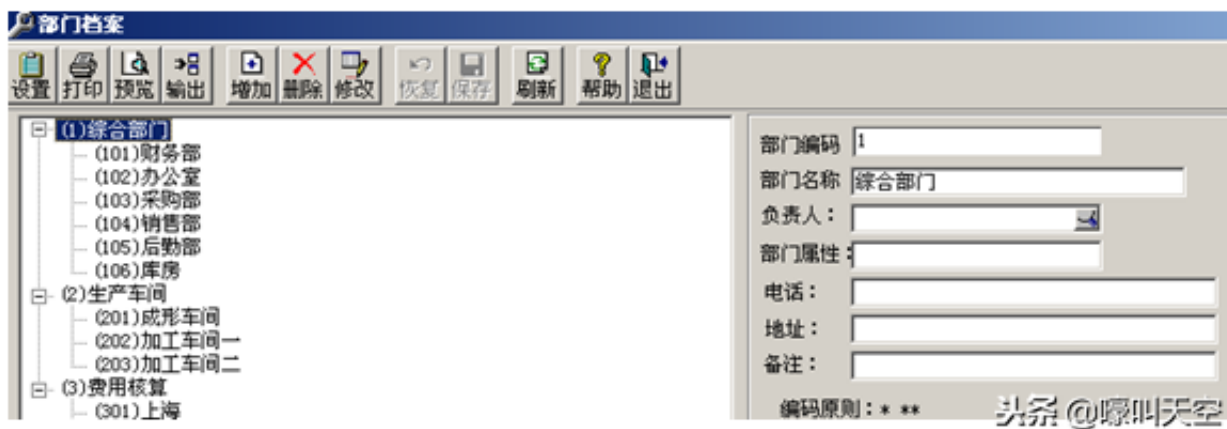 部门档案
设置 打印 预览 输出 增加 删除 修改 恢复 保存 刷新 帮助 退出
(1)综合部门
(101)财务部
(102)办公室
(103)采购部
(104)销售部
(105)后勤部
(106)库房
(2)生产车间
(201)成形车间
(202)加工车间一
(203)加工车间二
(3)费用核算
(301)上海
部门编码 1
部门名称 综合部门
负责人：
部门属性：
电话：
地址：
备注：
编码原则：* **
头条 @嚎叫天空